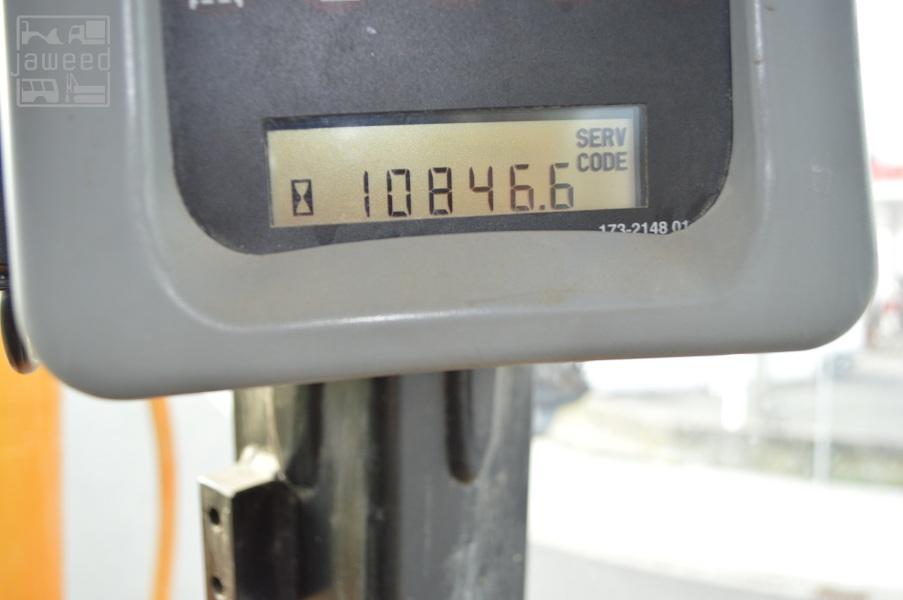 jaweed
SERV
CODE
10846.6
173-2148 01